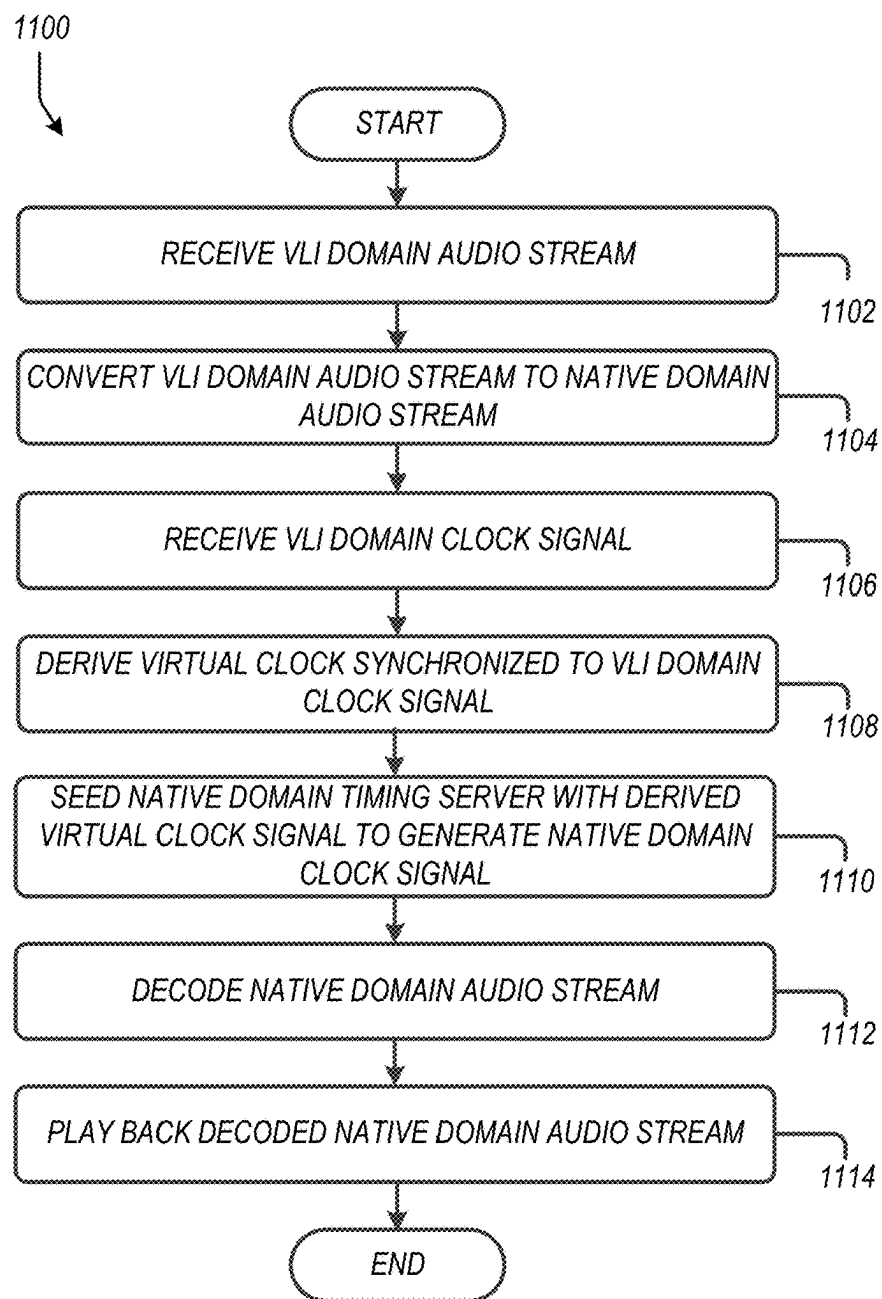 1100
START
RECEIVE VLI DOMAIN AUDIO STREAM
1102
CONVERT VLI DOMAIN AUDIO STREAM TO NATIVE DOMAIN
AUDIO STREAM
1104
RECEIVE VLI DOMAIN CLOCK SIGNAL
1106
DERIVE VIRTUAL CLOCK SYNCHRONIZED TO VLI DOMAIN
CLOCK SIGNAL
1108
SEED NATIVE DOMAIN TIMING SERVER WITH DERIVED
VIRTUAL CLOCK SIGNAL TO GENERATE NATIVE DOMAIN
CLOCK SIGNAL
1110
DECODE NATIVE DOMAIN AUDIO STREAM
1112
PLAY BACK DECODED NATIVE DOMAIN AUDIO STREAM
1114
END